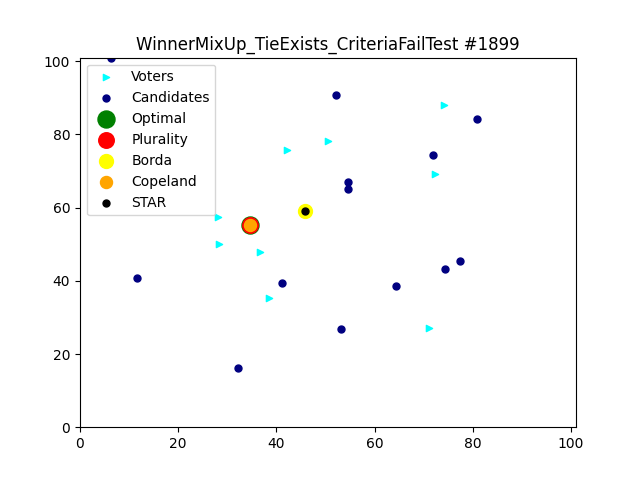 WinnerMixUp_TieExists_CriteriaFailTest #1899
100
80
60
40
20
0
Voters
Candidates
Optimal
Plurality
Borda
Copeland
STAR
0 20 40 60 80 100